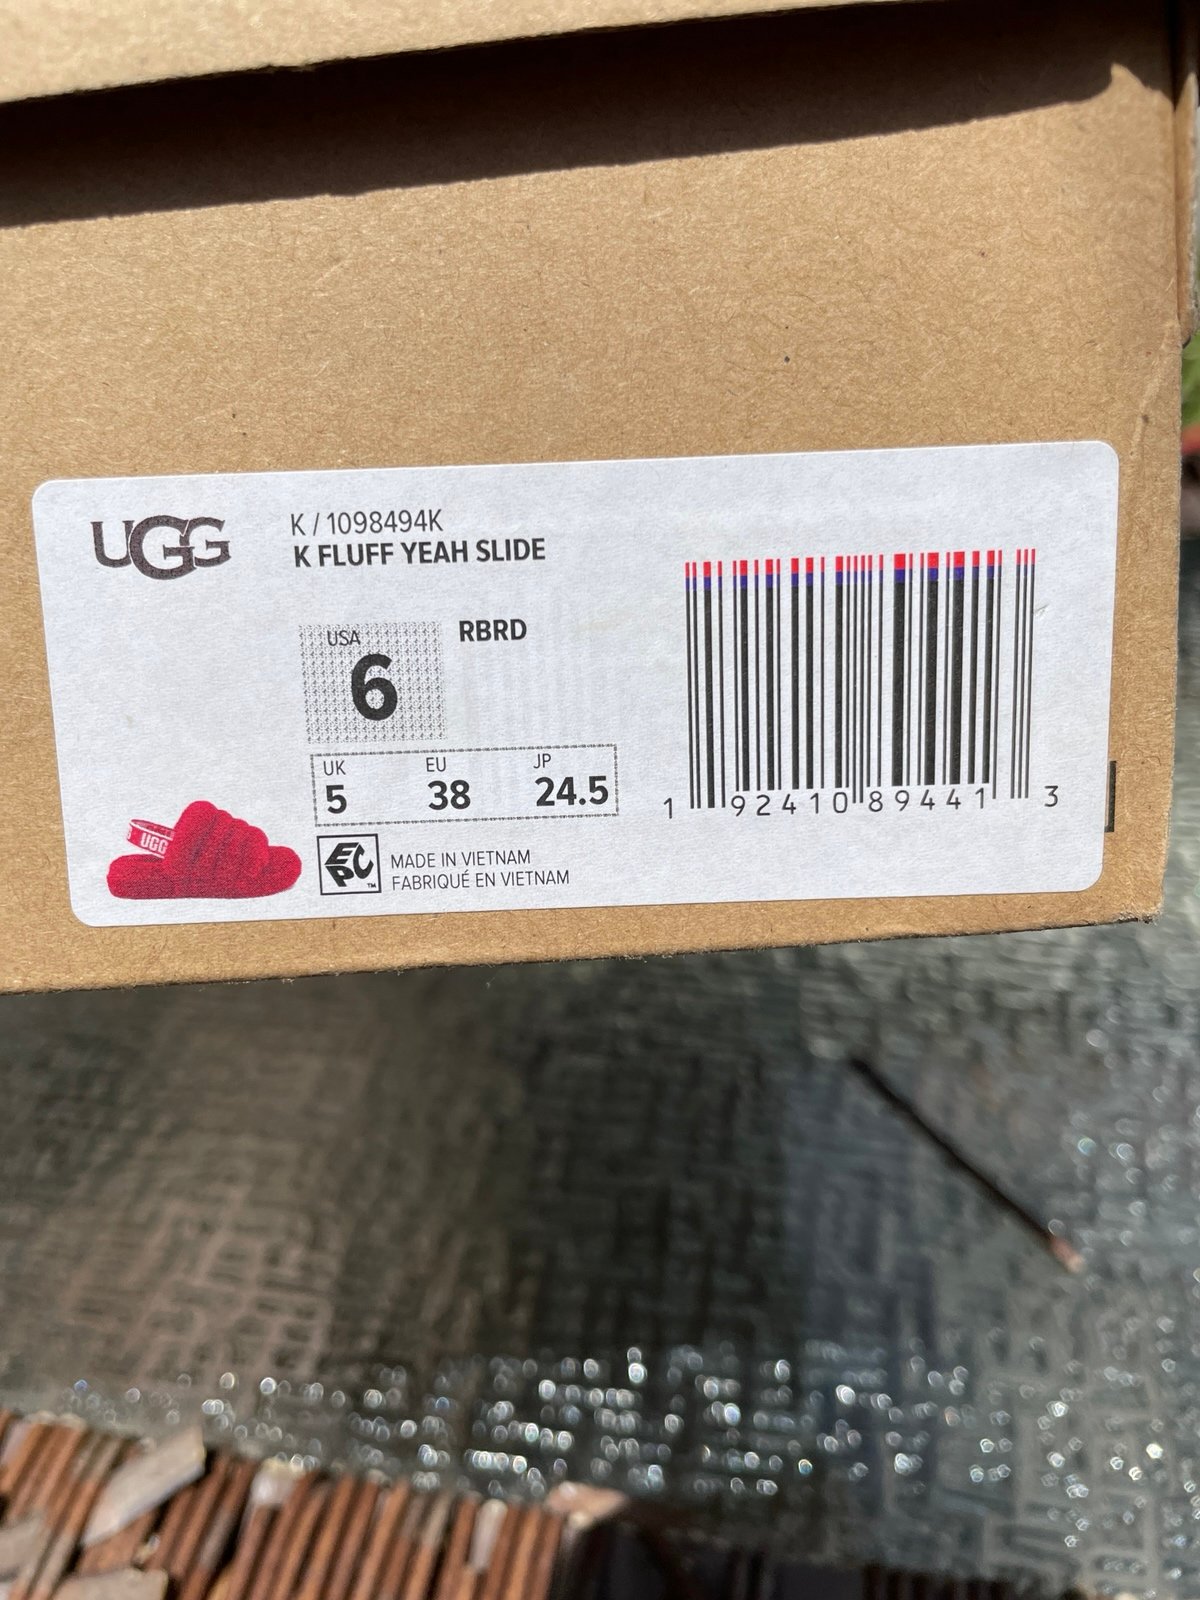 UGG
K / 1098494K
K FLUFF YEAH SLIDE
USA
6
RBRD
UK EU JP
5 38 24.5
UGG
EPC
TM
MADE IN VIETNAM
FABRIQUÉ EN VIETNAM
1 92410 89441 3